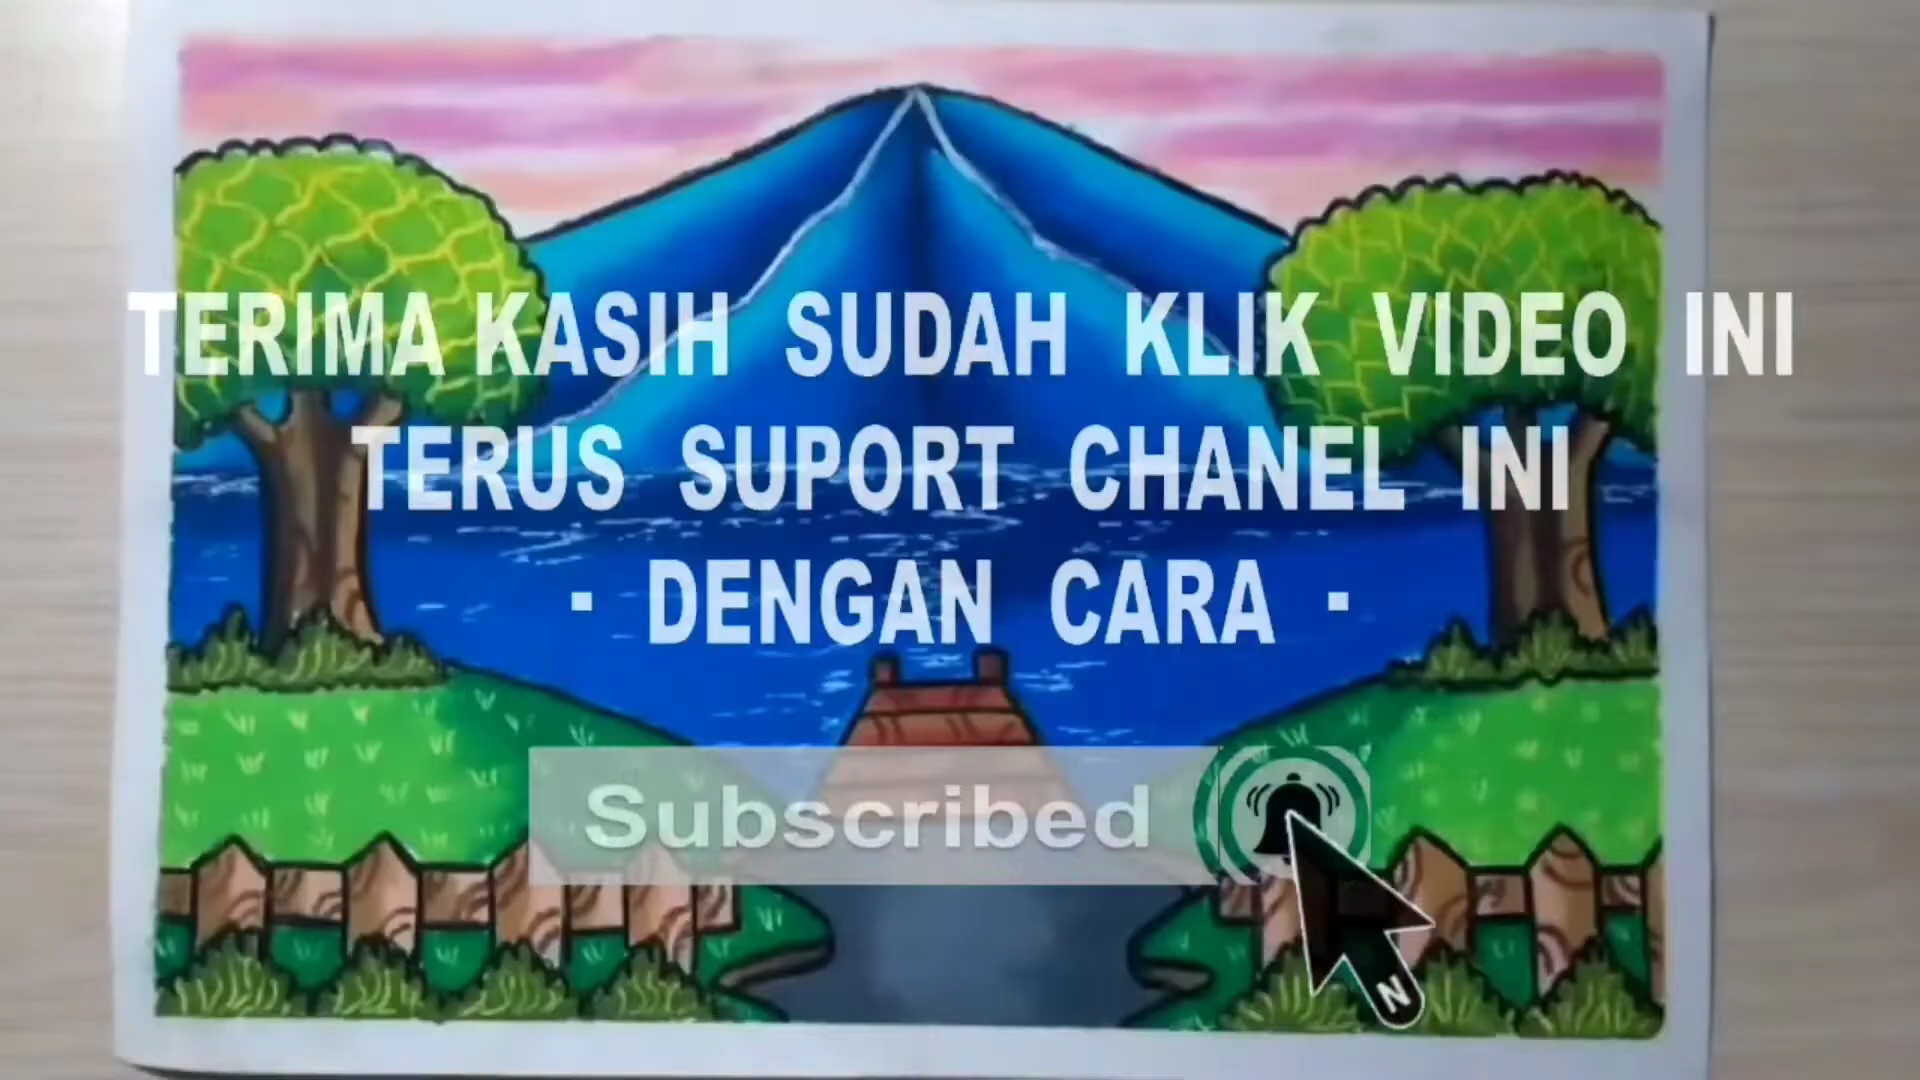 TERIMA KASIH SUDAH KLIK VIDEO INI
TERUS SUPORT CHANEL INI
- DENGAN CARA -
Subscribed
N